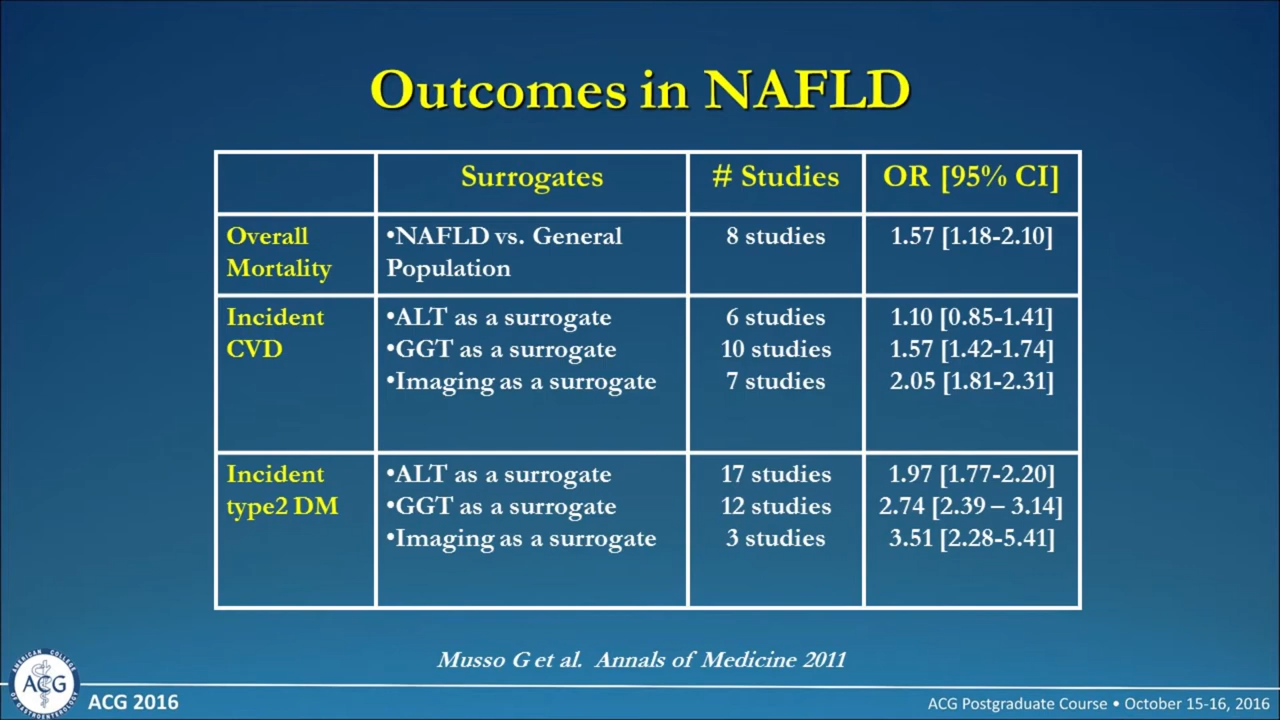 Outcomes in NAFLD
Surrogates # Studies OR [95% CI]
Overall Mortality
•NAFLD vs. General Population
8 studies
1.57 [1.18-2.10]
Incident CVD
•ALT as a surrogate 6 studies 1.10 [0.85-1.41]
•GGT as a surrogate 10 studies 1.57 [1.42-1.74]
•Imaging as a surrogate 7 studies 2.05 [1.81-2.31]
Incident type2 DM
•ALT as a surrogate 17 studies 1.97 [1.77-2.20]
•GGT as a surrogate 12 studies 2.74 [2.39 – 3.14]
•Imaging as a surrogate 3 studies 3.51 [2.28-5.41]
Musso G et al. Annals of Medicine 2011
AMERICAN COLLEGE OF GASTROENTEROLOGY
ACG
ACG 2016
ACG Postgraduate Course • October 15-16, 2016